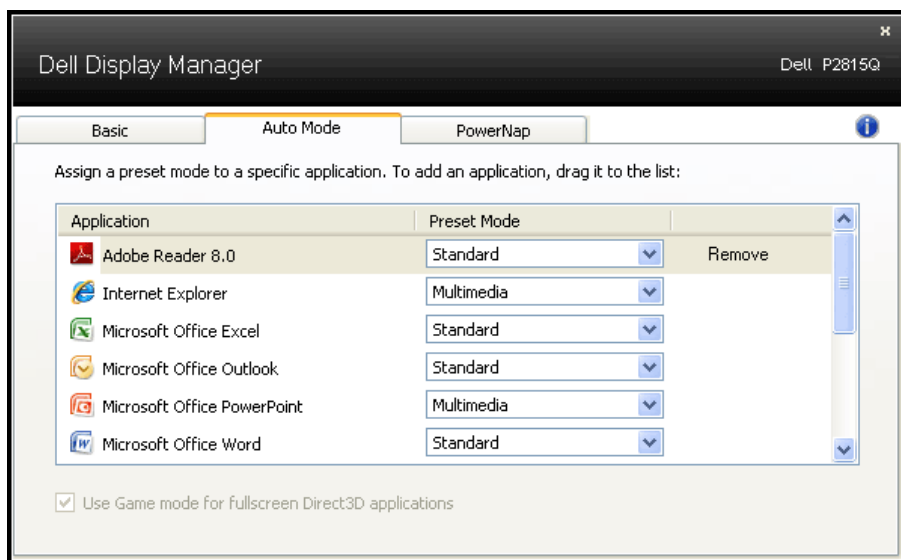 x
Dell Display Manager
Dell P2815Q
Basic
Auto Mode
PowerNap
Assign a preset mode to a specific application. To add an application, drag it to the list:
Application Preset Mode
Adobe Reader 8.0 Standard Remove
Internet Explorer Multimedia
Microsoft Office Excel Standard
Microsoft Office Outlook Standard
Microsoft Office PowerPoint Multimedia
Microsoft Office Word Standard
Use Game mode for fullscreen Direct3D applications